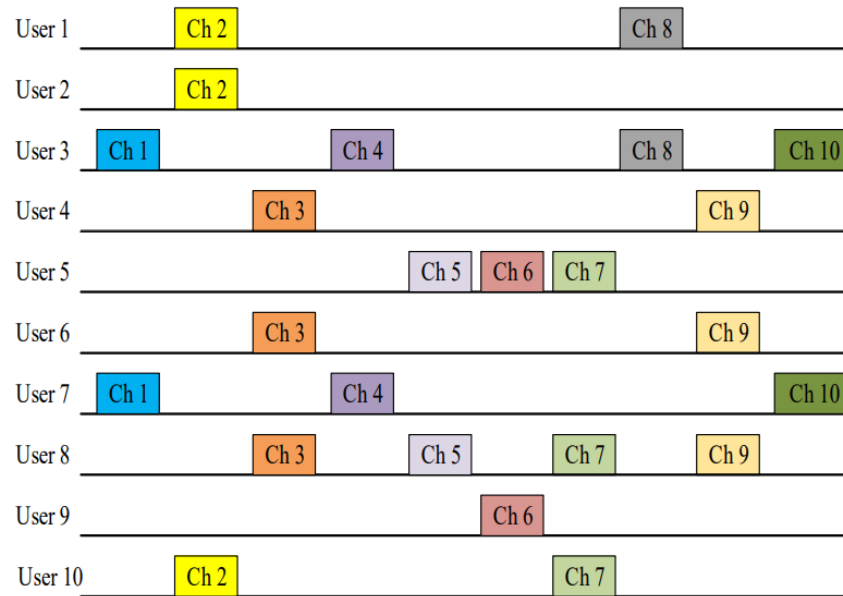 User 1 Ch 2 Ch 8
User 2 Ch 2
User 3 Ch 1 Ch 4 Ch 8 Ch 10
User 4 Ch 3 Ch 9
User 5 Ch 5 Ch 6 Ch 7
User 6 Ch 3 Ch 9
User 7 Ch 1 Ch 4 Ch 10
User 8 Ch 3 Ch 5 Ch 7 Ch 9
User 9 Ch 6
User 10 Ch 2 Ch 7